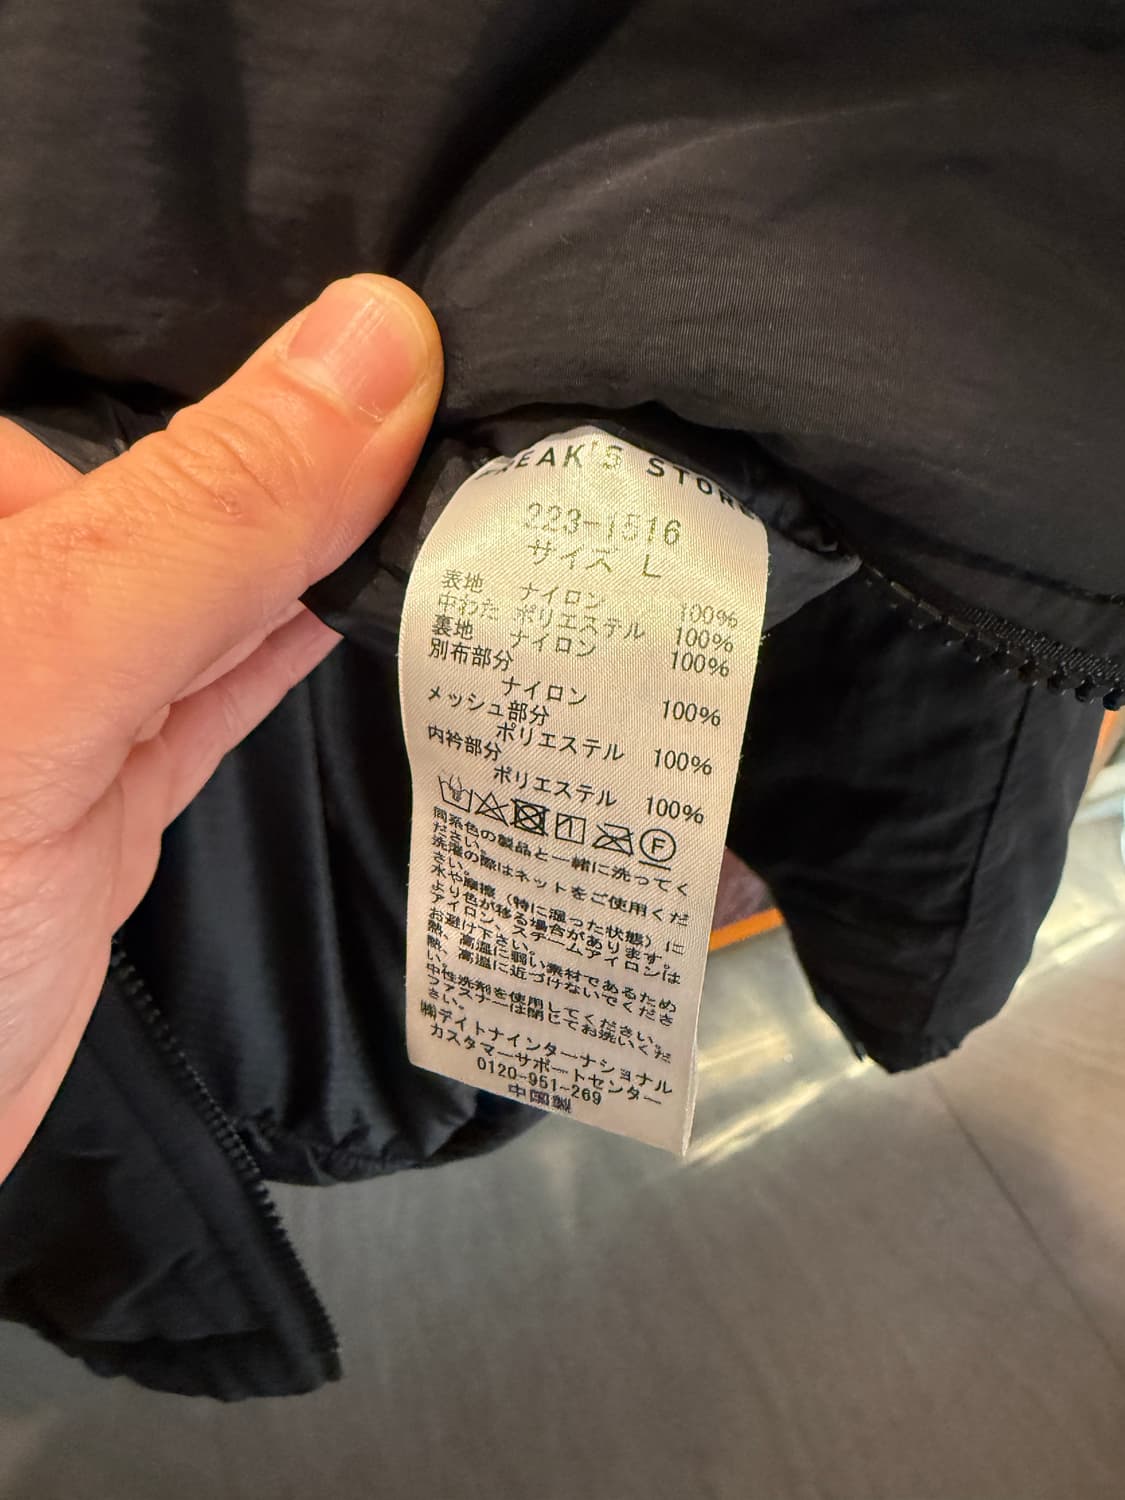 EAK'S STOR
223-1516
サイズ L
表地 ナイロン 100%
中わた ポリエステル 100%
裏地 ナイロン 100%
別布部分
ナイロン 100%
メッシュ部分
ポリエステル 100%
内衿部分
ポリエステル 100%
F
同系色の製品と一緒に洗ってく
ださい。
洗濯の際はネットをご使用くだ
さい。
水や摩擦（特に湿った状態）に
より色が移る場合があります。
アイロン、スチームアイロンは
お避け下さい。
熱、高温に弱い素材であるため
熱、高温に近づけないでくださ
い。
中性洗剤を使用してください。
ファスナーは閉じてお洗いくだ
さい。
㈱デイトナインターナショナル
カスタマーサポートセンター
0120-951-269
中国製